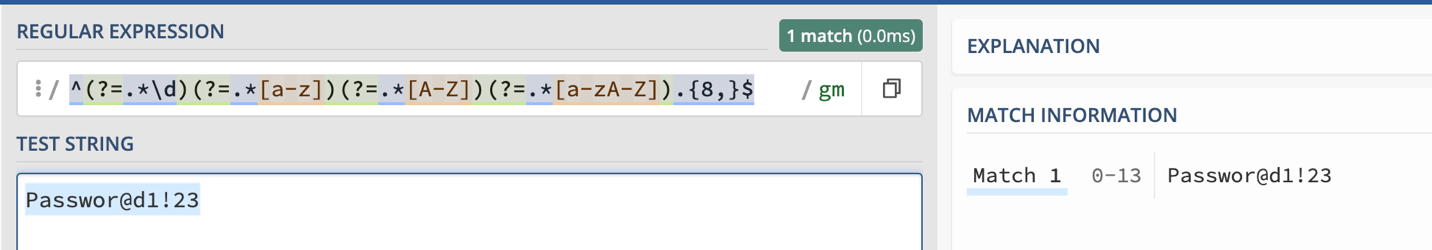 REGULAR EXPRESSION
1 match (0.0ms)
/ ^(?=.*\d)(?=.*[a-z])(?=.*[A-Z])(?=.*[a-zA-Z]).{8,}$ / gm
TEST STRING
Passwor@d1!23
EXPLANATION
MATCH INFORMATION
Match 1 0-13 Passwor@d1!23